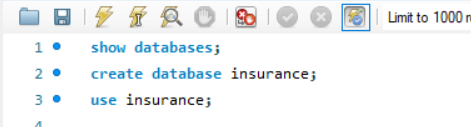 Limit to 1000 r
1 show databases;
2 create database insurance;
3 use insurance;
4